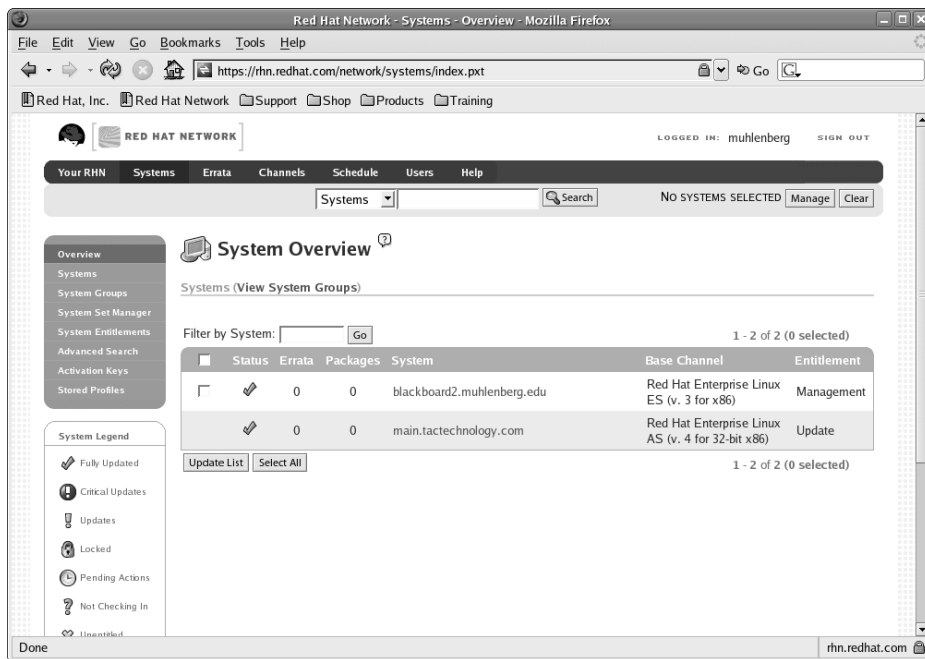 Red Hat Network - Systems - Overview - Mozilla Firefox
File Edit View Go Bookmarks Tools Help
https://rhn.redhat.com/network/systems/index.pxt Go G
Red Hat, Inc. Red Hat Network Support Shop Products Training
RED HAT NETWORK
LOGGED IN: muhlenberg SIGN OUT
Your RHN Systems Errata Channels Schedule Users Help
Systems Search NO SYSTEMS SELECTED Manage Clear
Overview
Systems
System Groups
System Set Manager
System Entitlements
Advanced Search
Activation Keys
Stored Profiles
System Legend
Fully Updated
Critical Updates
Updates
Locked
Pending Actions
Not Checking In
Unentitled
System Overview ?
Systems (View System Groups)
Filter by System: Go 1 - 2 of 2 (0 selected)
Status Errata Packages System Base Channel Entitlement
0 0 blackboard2.muhlenberg.edu Red Hat Enterprise Linux ES (v. 3 for x86) Management
0 0 main.tactechnology.com Red Hat Enterprise Linux AS (v. 4 for 32-bit x86) Update
Update List Select All 1 - 2 of 2 (0 selected)
Done rhn.redhat.com